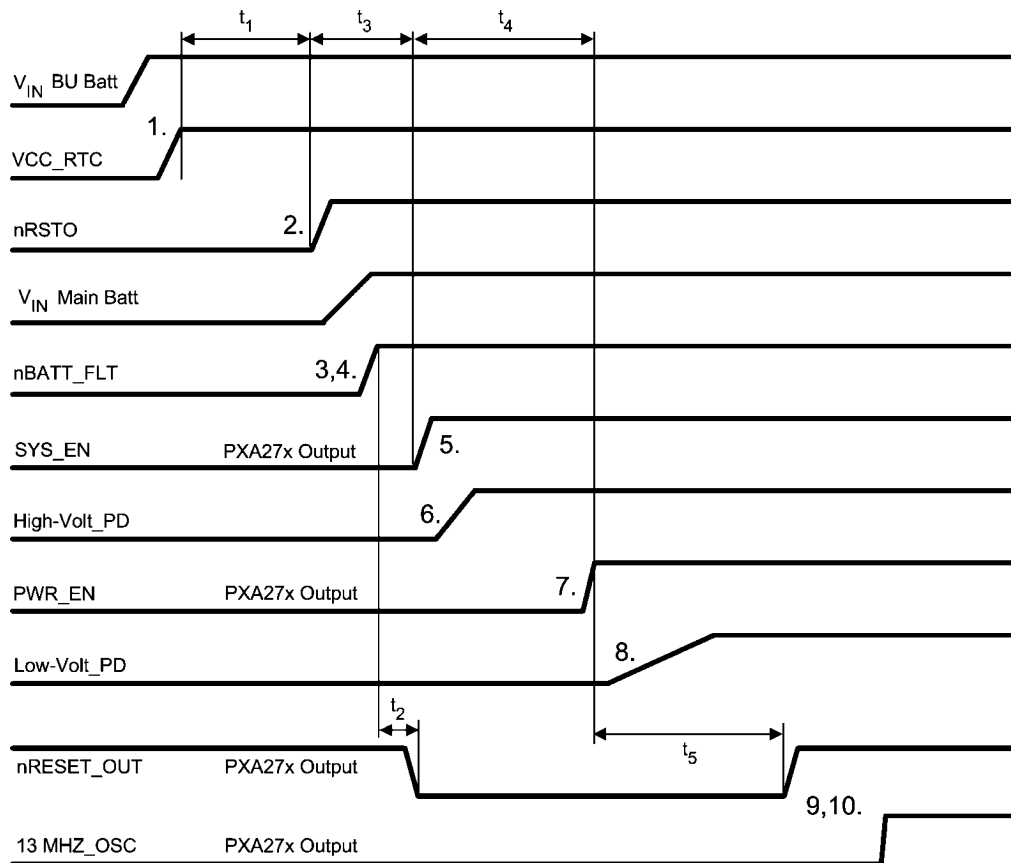 t1 t3 t4
VIN BU Batt
1.
VCC_RTC
2.
nRSTO
VIN Main Batt
3,4.
nBATT_FLT
5.
SYS_EN PXA27x Output
6.
High-Volt_PD
7.
PWR_EN PXA27x Output
8.
Low-Volt_PD
t2
t5
nRESET_OUT PXA27x Output
9,10.
13 MHZ_OSC PXA27x Output